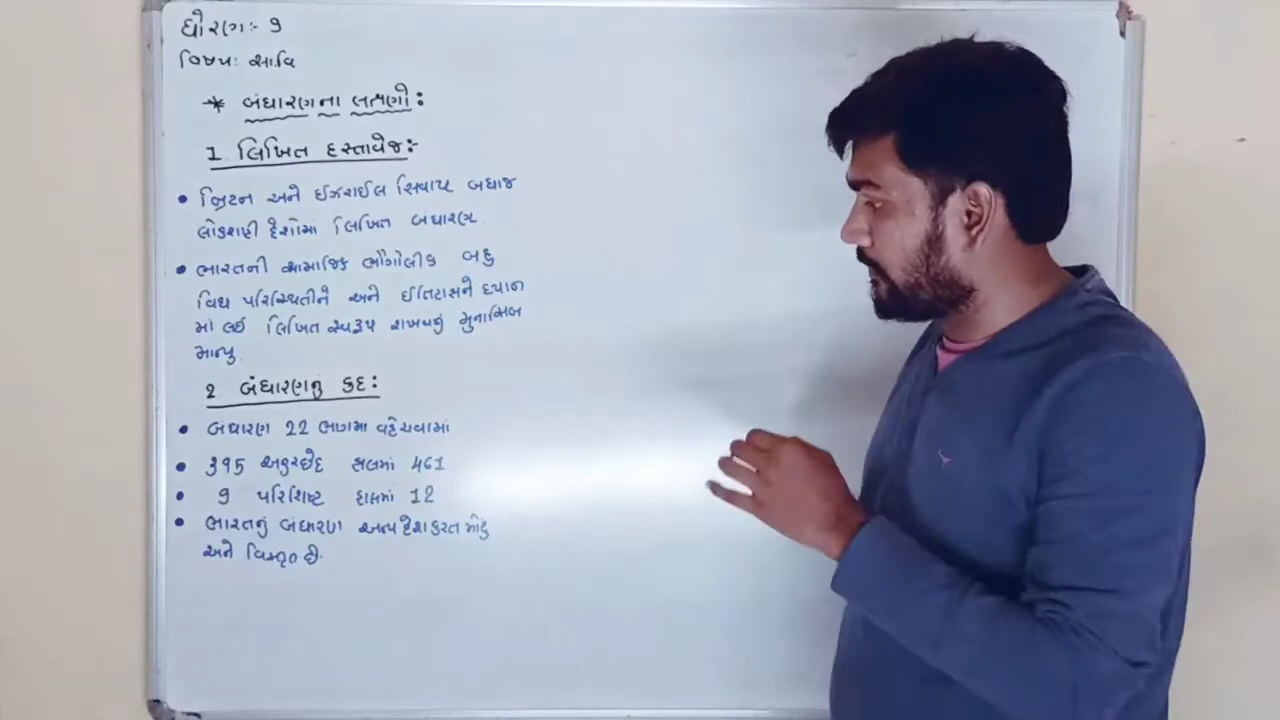 ધોરણ:- 9
વિષય: સાવિ
* બંધારણના લક્ષણો:
1 લિખિત દસ્તાવેજ:-
• બ્રિટન અને ઈઝરાઈલ સિવાય બધાજ
લોકશાહી દેશોમાં લિખિત બંધારણ.
• ભારતની સામાજિક ભૌગોલીક બહુ
વિધ પરિસ્થિતીને અને ઈતિહાસને ધ્યાન
માં લઈ લિખિત સ્વરૂપ રાખવાનું મુનાસિબ
માન્યુ.
2 બંધારણનુ કદ:
• બંધારણ 22 ભાગમા વહેચવામાં
• 395 અનુચ્છેદ હાલમાં 461
• 9 પરિશિષ્ટ હાલમાં 12
• ભારતનું બંધારણ અન્ય દેશ કરતા મોટુ
અને વિસ્તૃત છે.